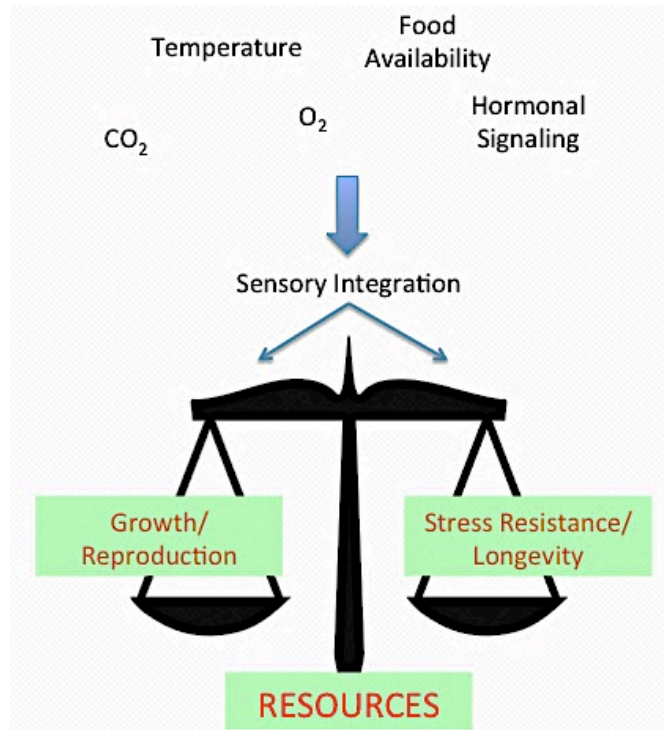 Temperature
Food
Availability
CO₂
O₂
Hormonal
Signaling
Sensory Integration
Growth/
Reproduction
Stress Resistance/
Longevity
RESOURCES